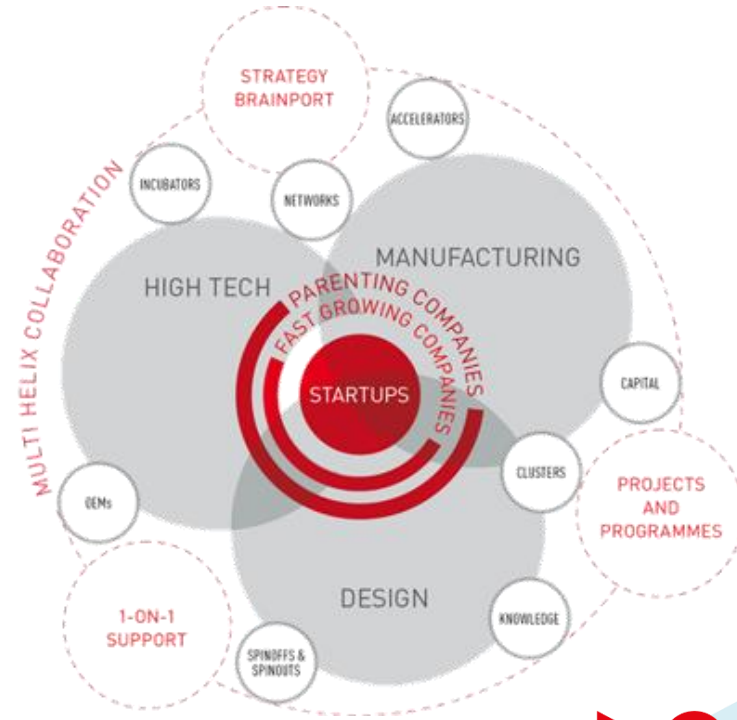 STRATEGY
BRAINPORT
ACCELERATORS
INCUBATORS
NETWORKS
MULTI HELIX COLLABORATION
MANUFACTURING
HIGH TECH
PARENTING COMPANIES
FAST GROWING COMPANIES
STARTUPS
CAPITAL
CLUSTERS
OEMs
PROJECTS
AND
PROGRAMMES
DESIGN
1-ON-1
SUPPORT
KNOWLEDGE
SPINOFFS &
SPINOUTS